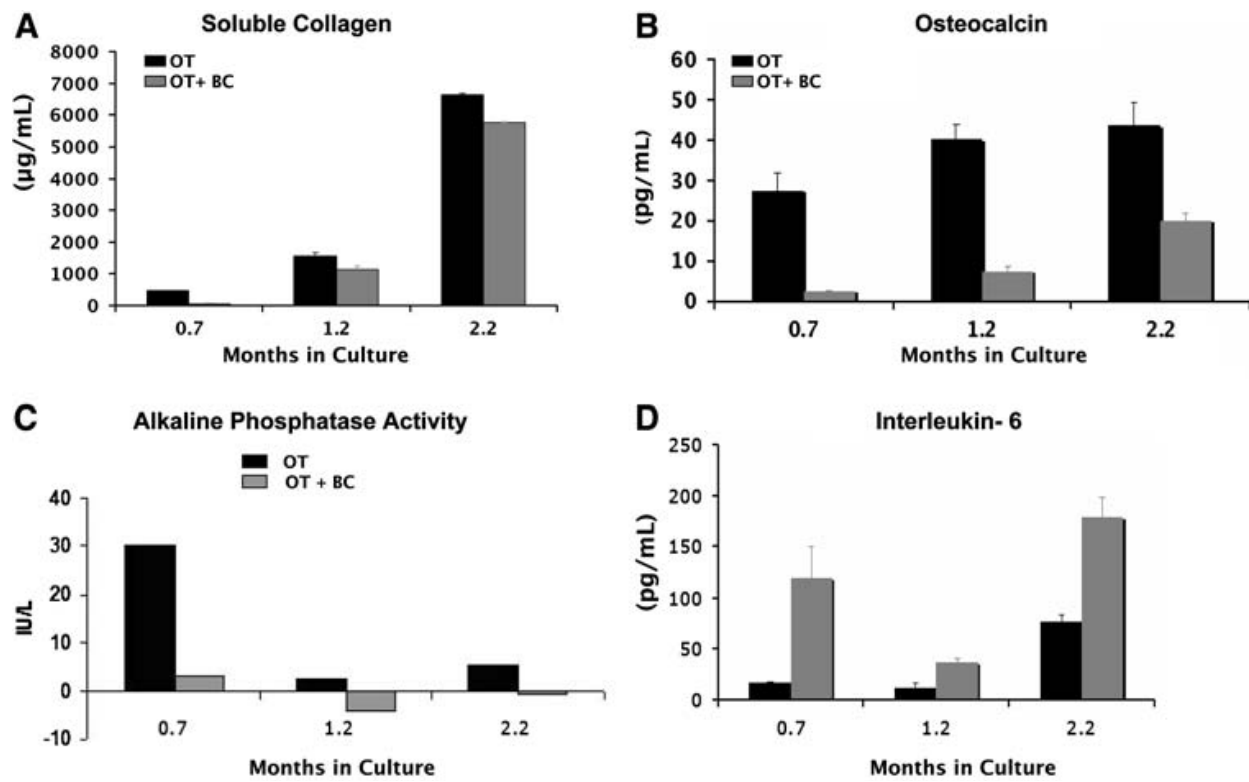 A
Soluble Collagen
OT
OT+ BC
(µg/mL)
8000
7000
6000
5000
4000
3000
2000
1000
0
0.7 1.2 2.2
Months in Culture
B
Osteocalcin
OT
OT+ BC
(pg/mL)
60
50
40
30
20
10
0
0.7 1.2 2.2
Months in Culture
C
Alkaline Phosphatase Activity
OT
OT + BC
IU/L
40
30
20
10
0
-10
0.7 1.2 2.2
Months in Culture
D
Interleukin- 6
(pg/mL)
250
200
150
100
50
0
0.7 1.2 2.2
Months in Culture